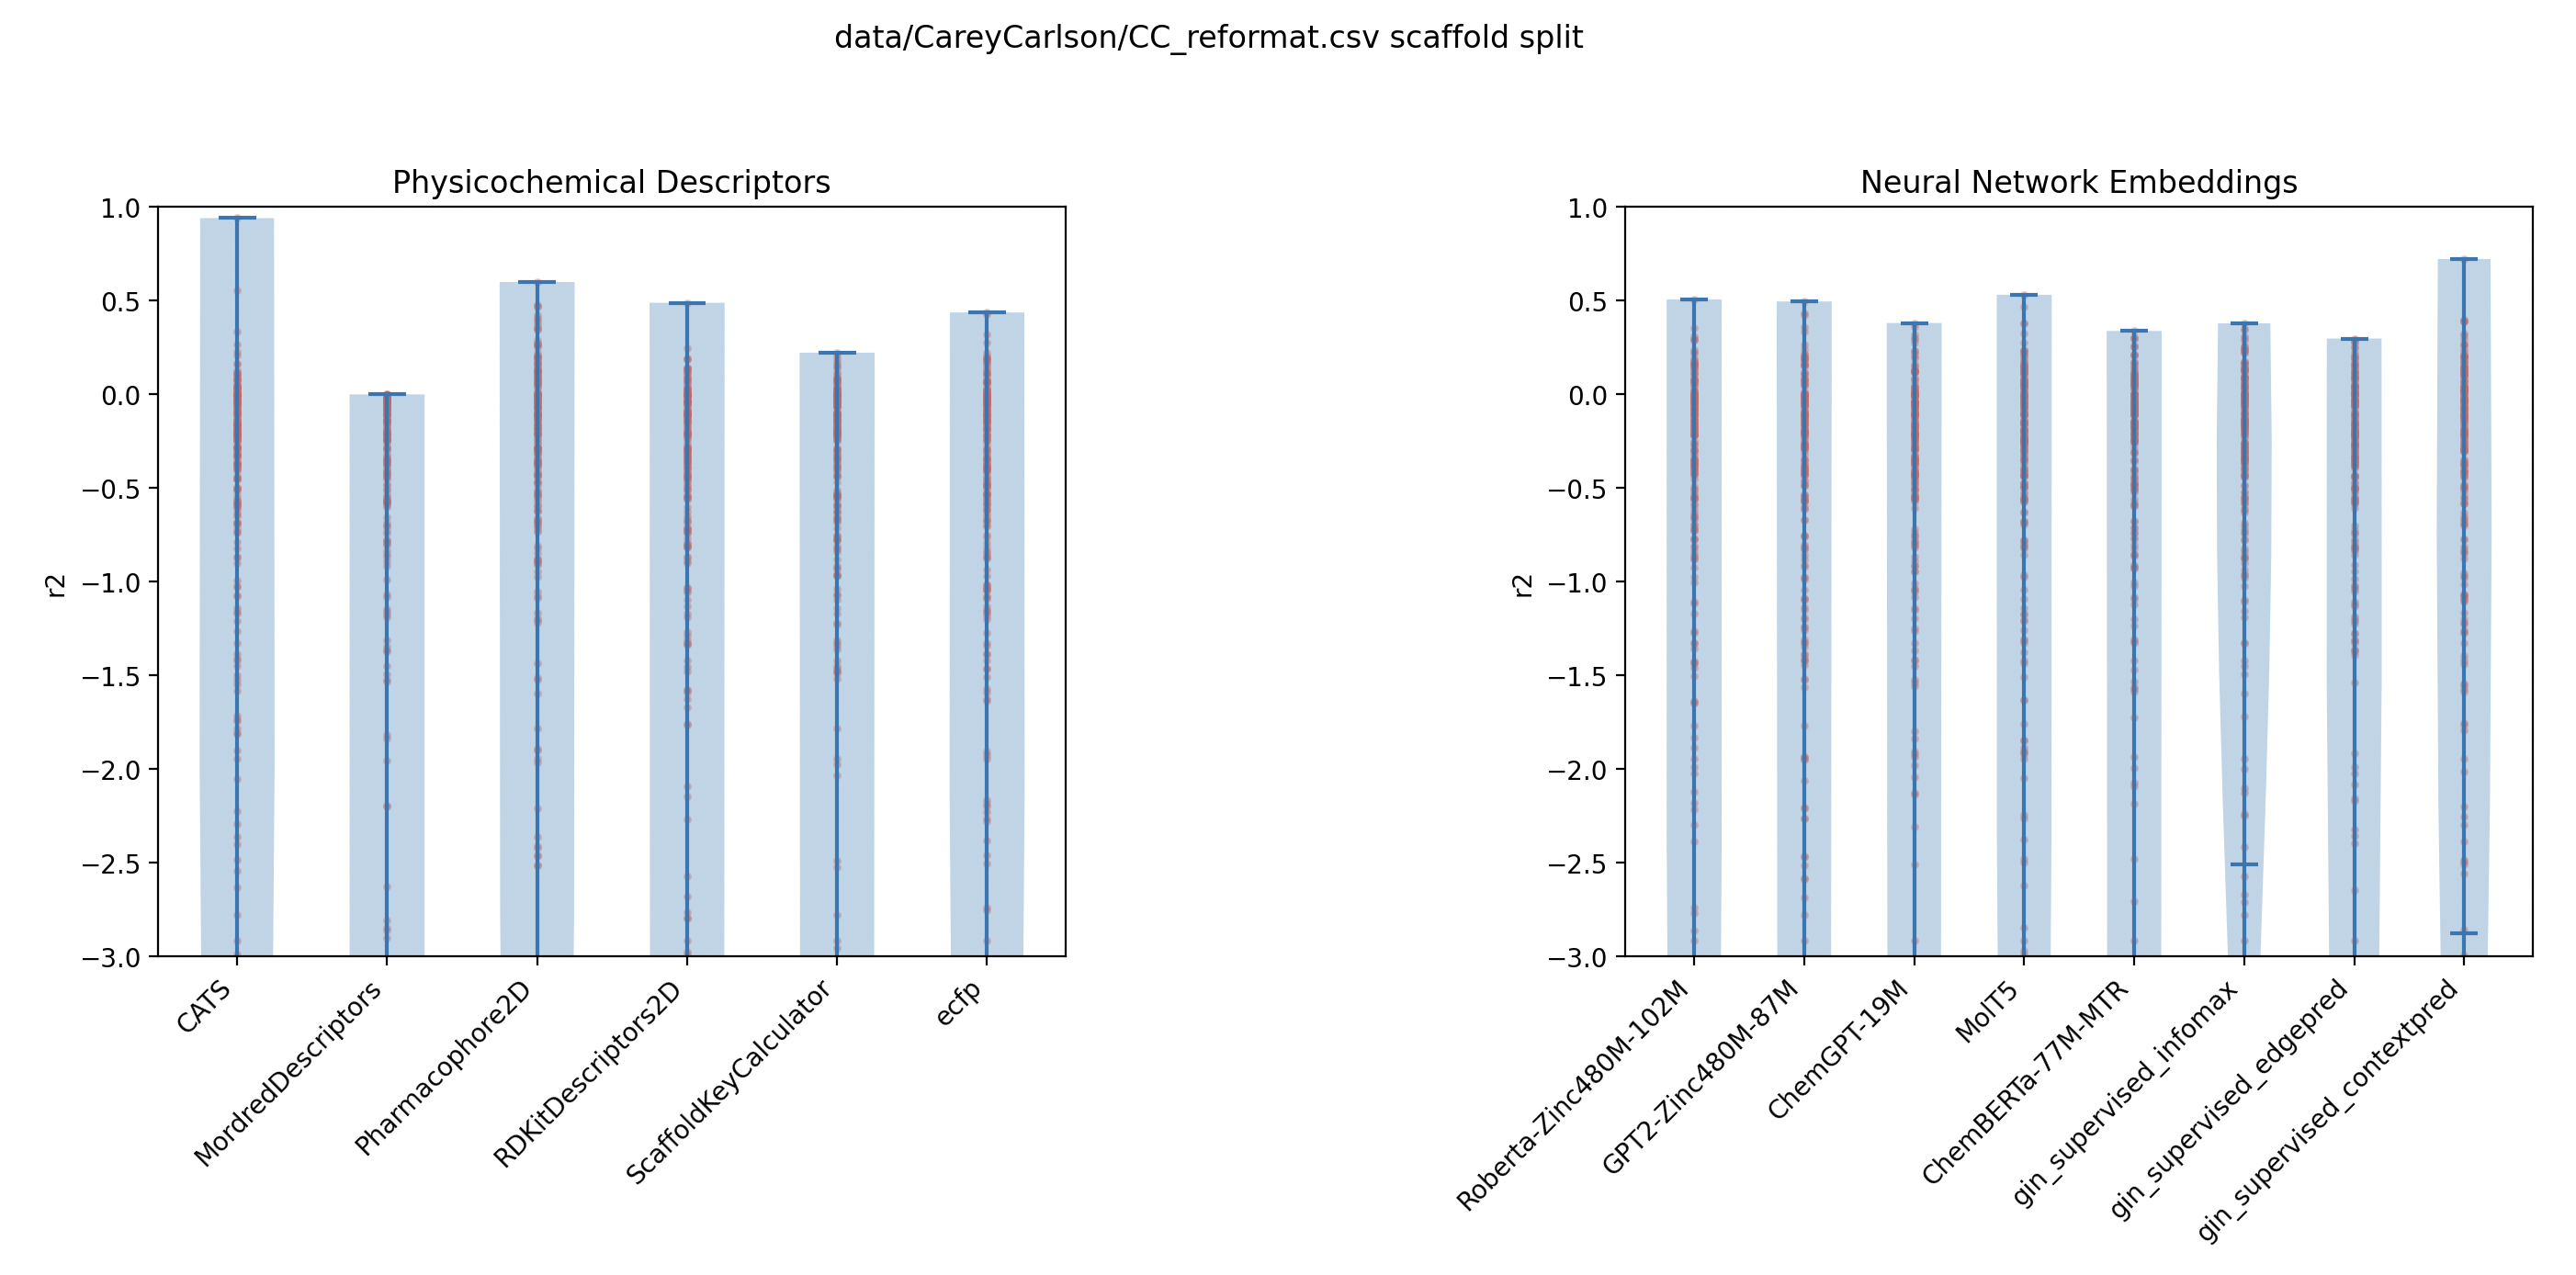 data/CareyCarlson/CC_reformat.csv scaffold split
Physicochemical Descriptors
1.0
0.5
0.0
−0.5
−1.0
−1.5
−2.0
−2.5
−3.0
r2
CATS
MordredDescriptors
Pharmacophore2D
RDKitDescriptors2D
ScaffoldKeyCalculator
ecfp
Neural Network Embeddings
1.0
0.5
0.0
−0.5
−1.0
−1.5
−2.0
−2.5
−3.0
r2
Roberta-Zinc480M-102M
GPT2-Zinc480M-87M
ChemGPT-19M
MolT5
ChemBERTa-77M-MTR
gin_supervised_infomax
gin_supervised_edgepred
gin_supervised_contextpred